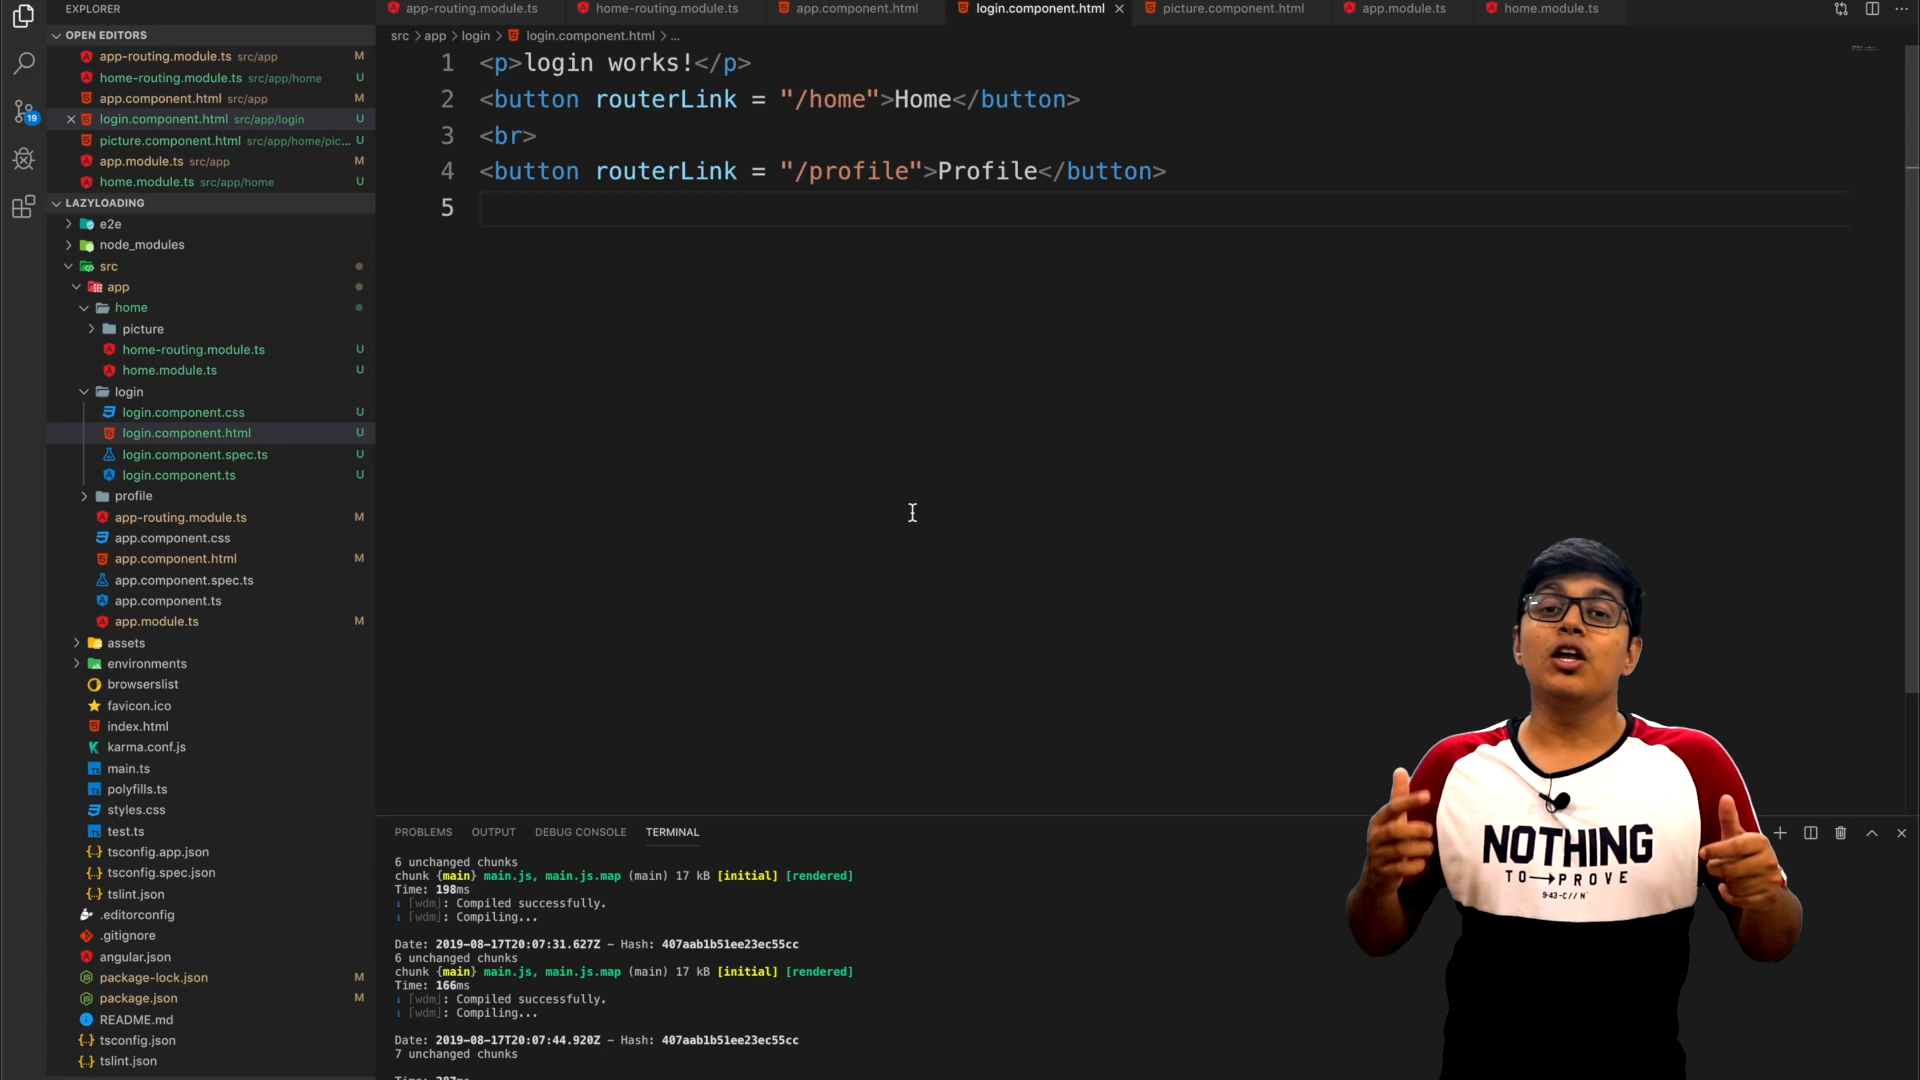 EXPLORER
OPEN EDITORS
app-routing.module.ts src/app M
home-routing.module.ts src/app/home U
app.component.html src/app M
login.component.html src/app/login U
picture.component.html src/app/home/pic... U
app.module.ts src/app M
home.module.ts src/app/home U
LAZYLOADING
e2e
node_modules
src
app
home
picture
home-routing.module.ts U
home.module.ts U
login
login.component.css U
login.component.html U
login.component.spec.ts U
login.component.ts U
profile
app-routing.module.ts M
app.component.css
app.component.html M
app.component.spec.ts
app.component.ts
app.module.ts M
assets
environments
browserslist
favicon.ico
index.html
karma.conf.js
main.ts
polyfills.ts
styles.css
test.ts
tsconfig.app.json
tsconfig.spec.json
tslint.json
.editorconfig
.gitignore
angular.json
package-lock.json M
package.json M
README.md
tsconfig.json
tslint.json
19
app-routing.module.ts home-routing.module.ts app.component.html login.component.html picture.component.html app.module.ts home.module.ts
src > app > login > login.component.html > ...
1 <p>login works!</p>
2 <button routerLink = "/home">Home</button>
3 <br>
4 <button routerLink = "/profile">Profile</button>
5
PROBLEMS OUTPUT DEBUG CONSOLE TERMINAL
6 unchanged chunks
chunk {main} main.js, main.js.map (main) 17 kB [initial] [rendered]
Time: 198ms
i ｢wdm｣: Compiled successfully.
i ｢wdm｣: Compiling...
Date: 2019-08-17T20:07:31.627Z - Hash: 407aab1b51ee23ec55cc
6 unchanged chunks
chunk {main} main.js, main.js.map (main) 17 kB [initial] [rendered]
Time: 166ms
i ｢wdm｣: Compiled successfully.
i ｢wdm｣: Compiling...
Date: 2019-08-17T20:07:44.920Z - Hash: 407aab1b51ee23ec55cc
7 unchanged chunks
NOTHING
TO→PROVE
9-43-C// N°